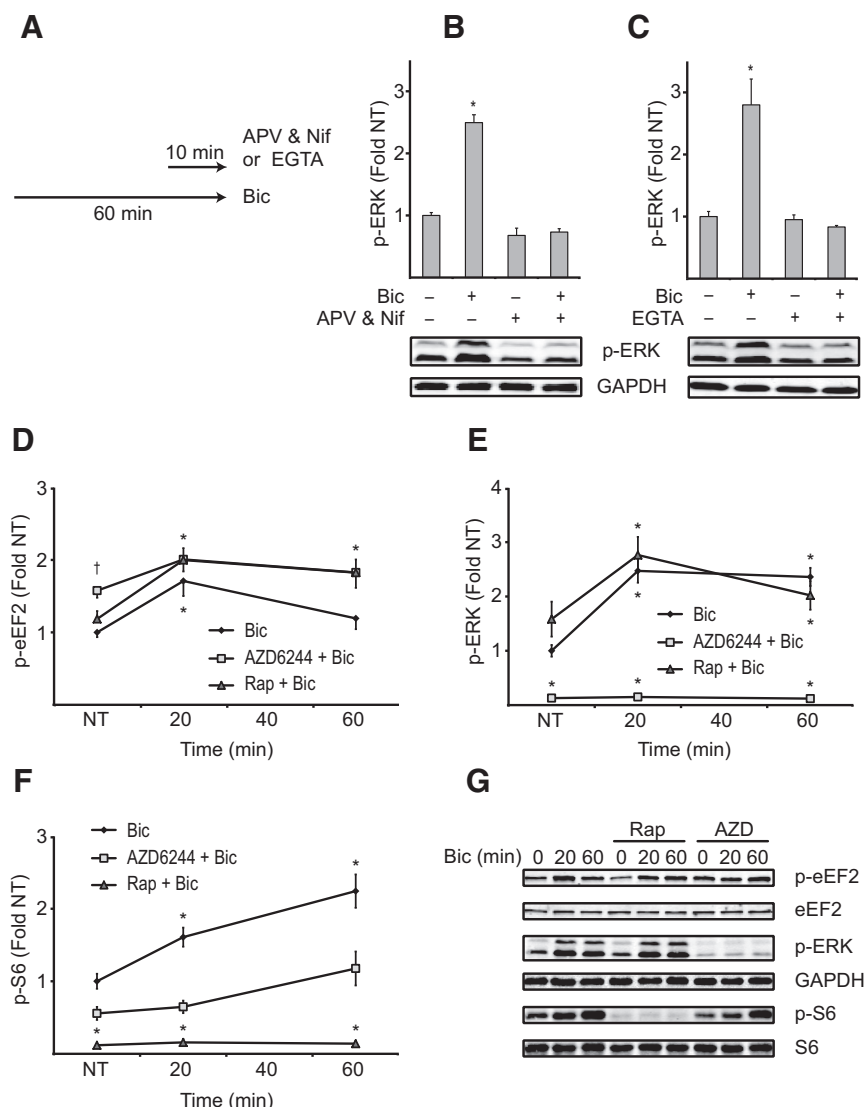 A
10 min
APV & Nif
or EGTA
60 min
Bic
B
p-ERK (Fold NT)
3
2
1
Bic – + – +
APV & Nif – – + +
C
p-ERK (Fold NT)
*
3
2
1
Bic – + – +
EGTA – – + +
*
p-ERK
GAPDH
D
p-eEF2 (Fold NT)
3
2
1
†
*
*
*
Bic
AZD6244 + Bic
Rap + Bic
NT 20 40 60
Time (min)
E
p-ERK (Fold NT)
4
3
2
1
*
*
*
*
Bic
AZD6244 + Bic
Rap + Bic
* * *
NT 20 40 60
Time (min)
F
p-S6 (Fold NT)
3
2
1
Bic
AZD6244 + Bic
Rap + Bic
*
*
* * *
NT 20 40 60
Time (min)
G
Rap AZD
Bic (min) 0 20 60 0 20 60 0 20 60
p-eEF2
eEF2
p-ERK
GAPDH
p-S6
S6